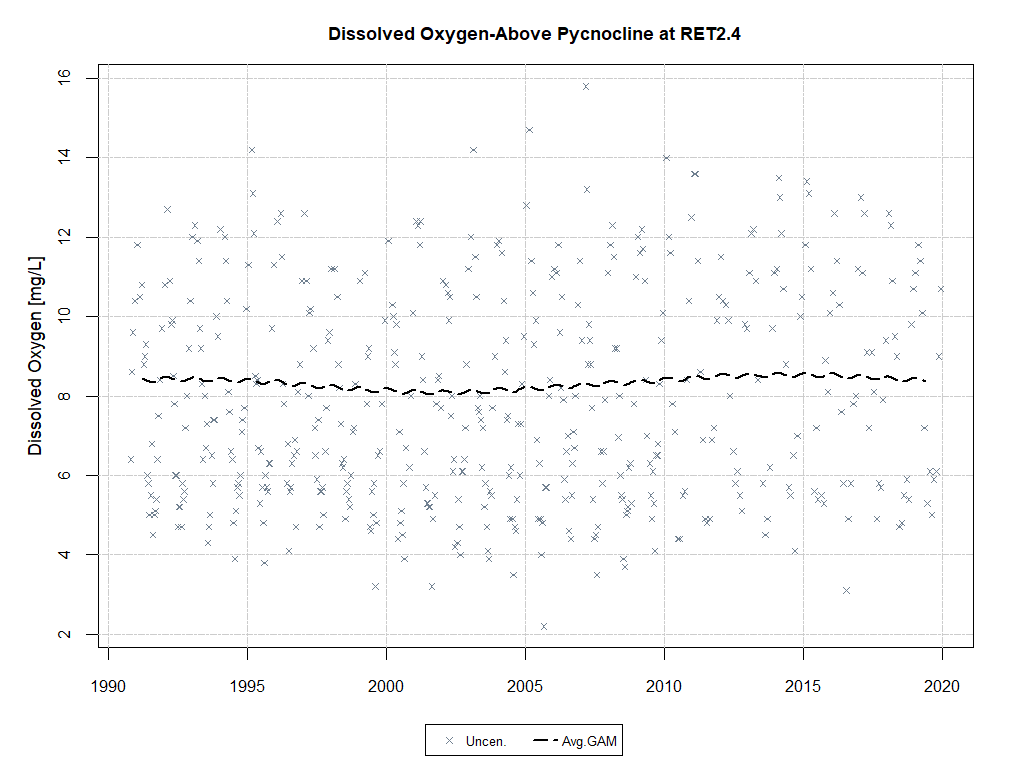 Dissolved Oxygen-Above Pycnocline at RET2.4
Dissolved Oxygen [mg/L]
16
14
12
10
8
6
4
2
1990 1995 2000 2005 2010 2015 2020
Uncen. Avg.GAM